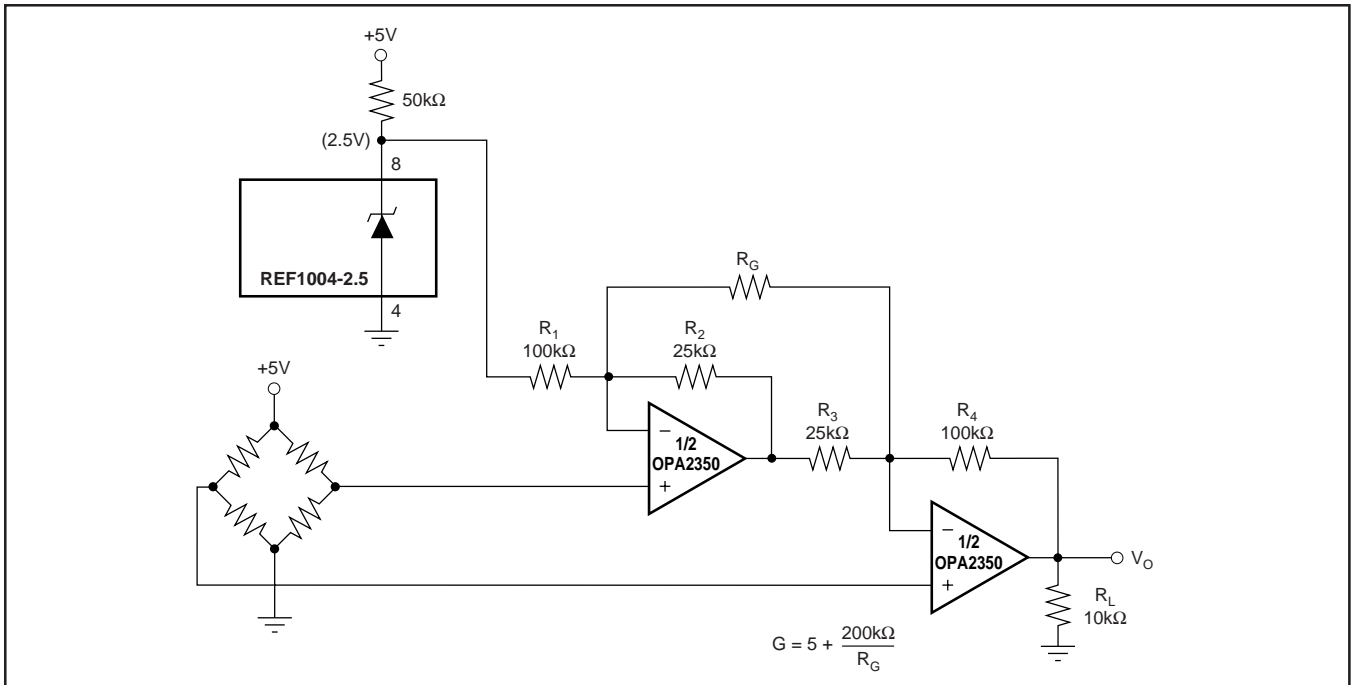 +5V
50kΩ
(2.5V)
8
REF1004-2.5
4
R_G
R_1
100kΩ
R_2
25kΩ
+5V
R_3
25kΩ
R_4
100kΩ
−
1/2
OPA2350
+
−
1/2
OPA2350
+
V_O
R_L
10kΩ
G = 5 + 200kΩ / R_G